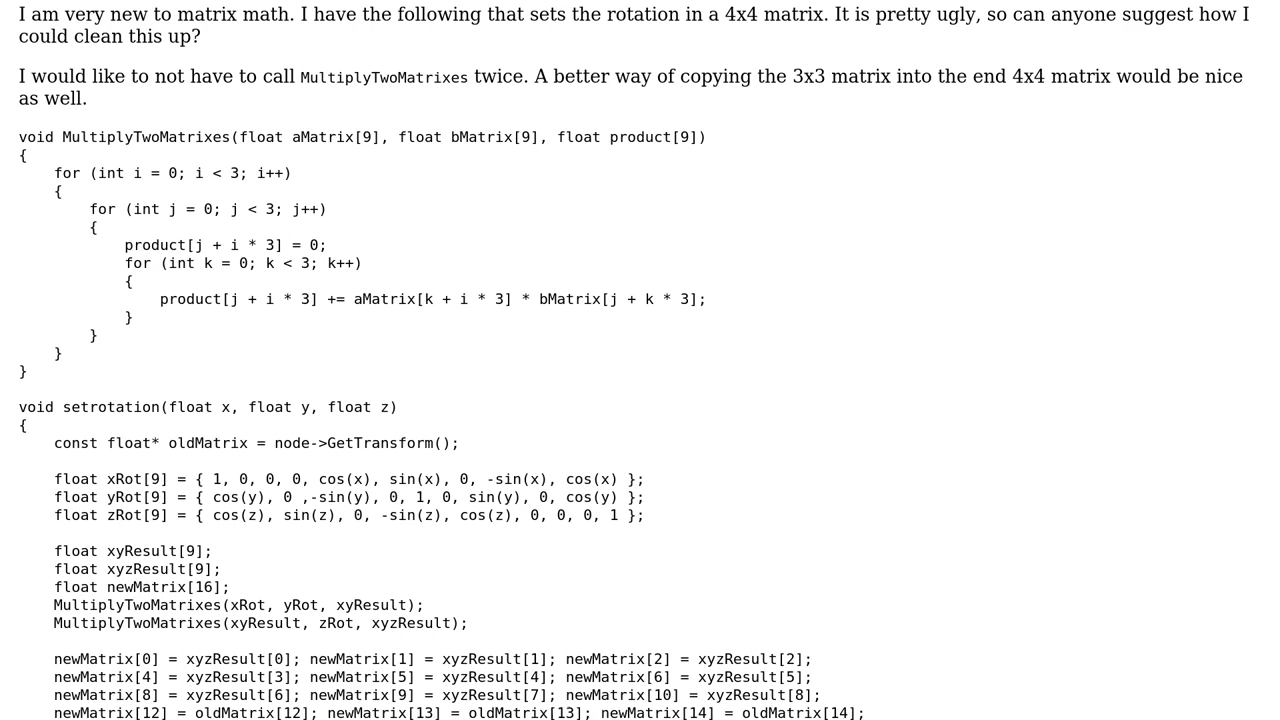 I am very new to matrix math. I have the following that sets the rotation in a 4x4 matrix. It is pretty ugly, so can anyone suggest how I
could clean this up?
I would like to not have to call MultiplyTwoMatrixes twice. A better way of copying the 3x3 matrix into the end 4x4 matrix would be nice
as well.
void MultiplyTwoMatrixes(float aMatrix[9], float bMatrix[9], float product[9])
{
    for (int i = 0; i < 3; i++)
    {
        for (int j = 0; j < 3; j++)
        {
            product[j + i * 3] = 0;
            for (int k = 0; k < 3; k++)
            {
                product[j + i * 3] += aMatrix[k + i * 3] * bMatrix[j + k * 3];
            }
        }
    }
}
void setrotation(float x, float y, float z)
{
    const float* oldMatrix = node->GetTransform();
    float xRot[9] = { 1, 0, 0, 0, cos(x), sin(x), 0, -sin(x), cos(x) };
    float yRot[9] = { cos(y), 0 ,-sin(y), 0, 1, 0, sin(y), 0, cos(y) };
    float zRot[9] = { cos(z), sin(z), 0, -sin(z), cos(z), 0, 0, 0, 1 };
    float xyResult[9];
    float xyzResult[9];
    float newMatrix[16];
    MultiplyTwoMatrixes(xRot, yRot, xyResult);
    MultiplyTwoMatrixes(xyResult, zRot, xyzResult);
    newMatrix[0] = xyzResult[0]; newMatrix[1] = xyzResult[1]; newMatrix[2] = xyzResult[2];
    newMatrix[4] = xyzResult[3]; newMatrix[5] = xyzResult[4]; newMatrix[6] = xyzResult[5];
    newMatrix[8] = xyzResult[6]; newMatrix[9] = xyzResult[7]; newMatrix[10] = xyzResult[8];
    newMatrix[12] = oldMatrix[12]; newMatrix[13] = oldMatrix[13]; newMatrix[14] = oldMatrix[14];